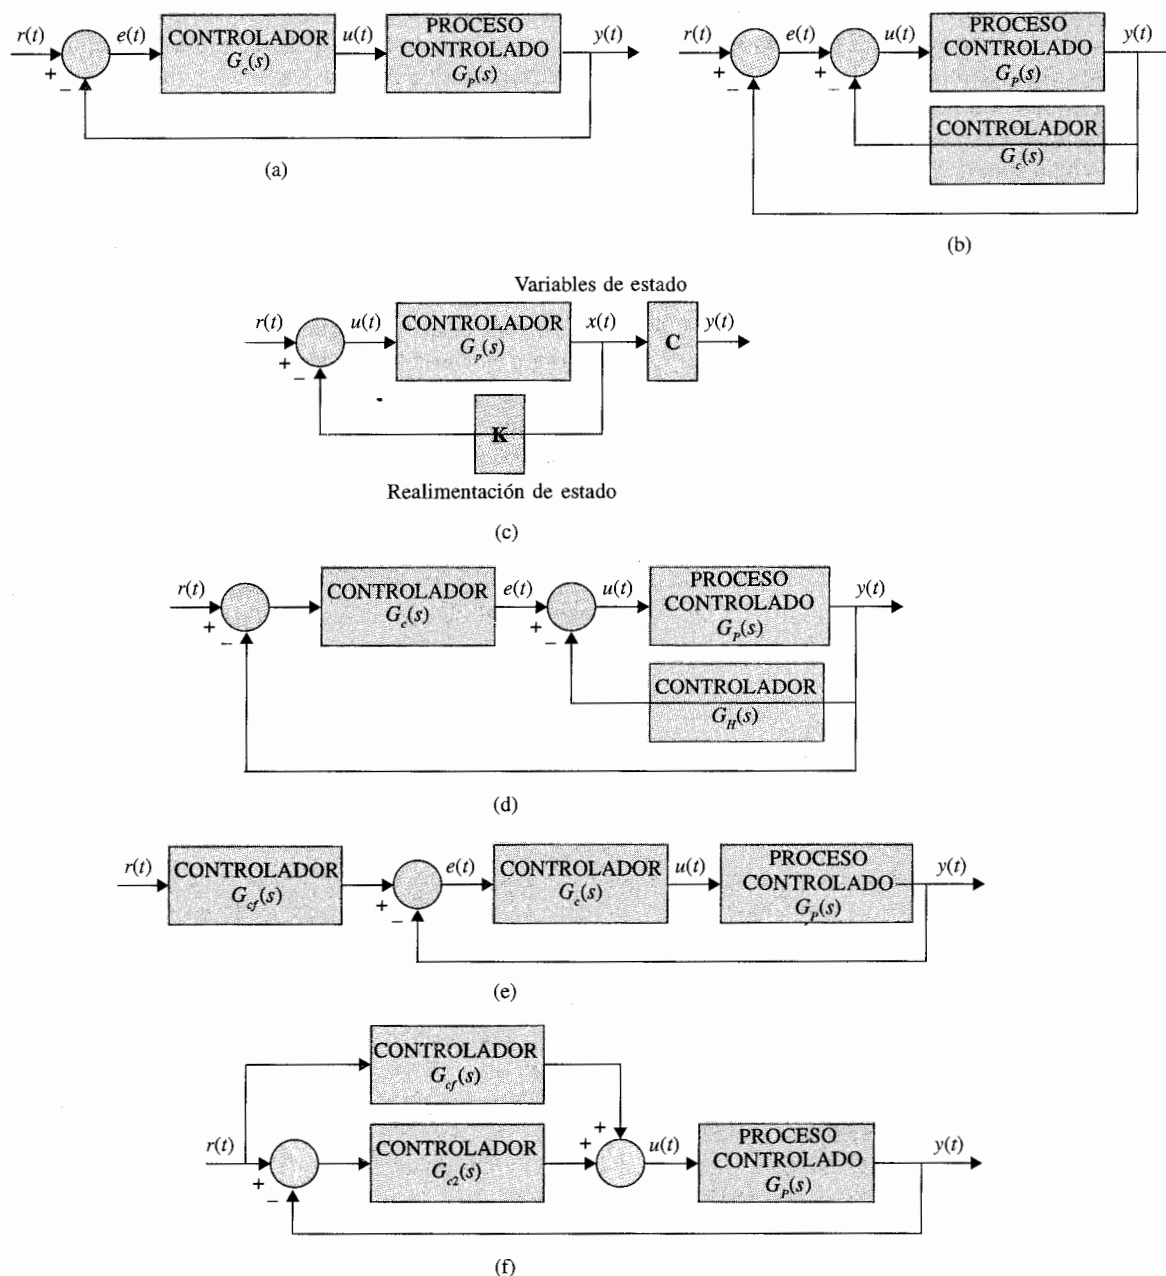 r(t)
e(t)
CONTROLADOR
G_c(s)
u(t)
PROCESO
CONTROLADO
G_P(s)
y(t)
+
−
(a)
r(t)
e(t)
u(t)
PROCESO
CONTROLADO
G_P(s)
y(t)
+
−
+
−
CONTROLADOR
G_c(s)
(b)
Variables de estado
r(t)
u(t)
CONTROLADOR
G_p(s)
x(t)
C
y(t)
+
−
K
Realimentación de estado
(c)
r(t)
CONTROLADOR
G_c(s)
e(t)
u(t)
PROCESO
CONTROLADO
G_P(s)
y(t)
+
−
+
−
CONTROLADOR
G_H(s)
(d)
r(t)
CONTROLADOR
G_cf(s)
e(t)
CONTROLADOR
G_c(s)
u(t)
PROCESO
CONTROLADO
G_P(s)
y(t)
+
−
(e)
CONTROLADOR
G_cf(s)
r(t)
CONTROLADOR
G_c2(s)
+
+
u(t)
PROCESO
CONTROLADO
G_P(s)
y(t)
+
−
(f)